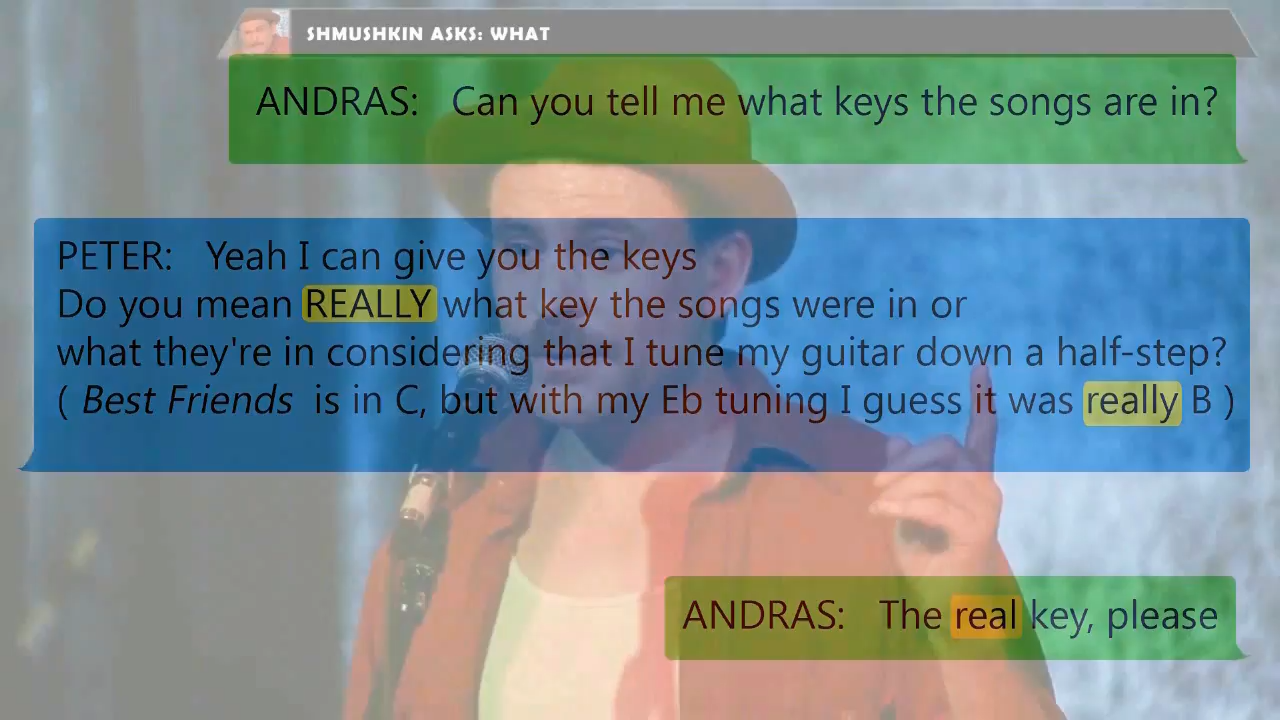 SHMUSHKIN ASKS: WHAT
ANDRAS: Can you tell me what keys the songs are in?
PETER: Yeah I can give you the keys
Do you mean REALLY what key the songs were in or
what they're in considering that I tune my guitar down a half-step?
( Best Friends is in C, but with my Eb tuning I guess it was really B )
ANDRAS: The real key, please